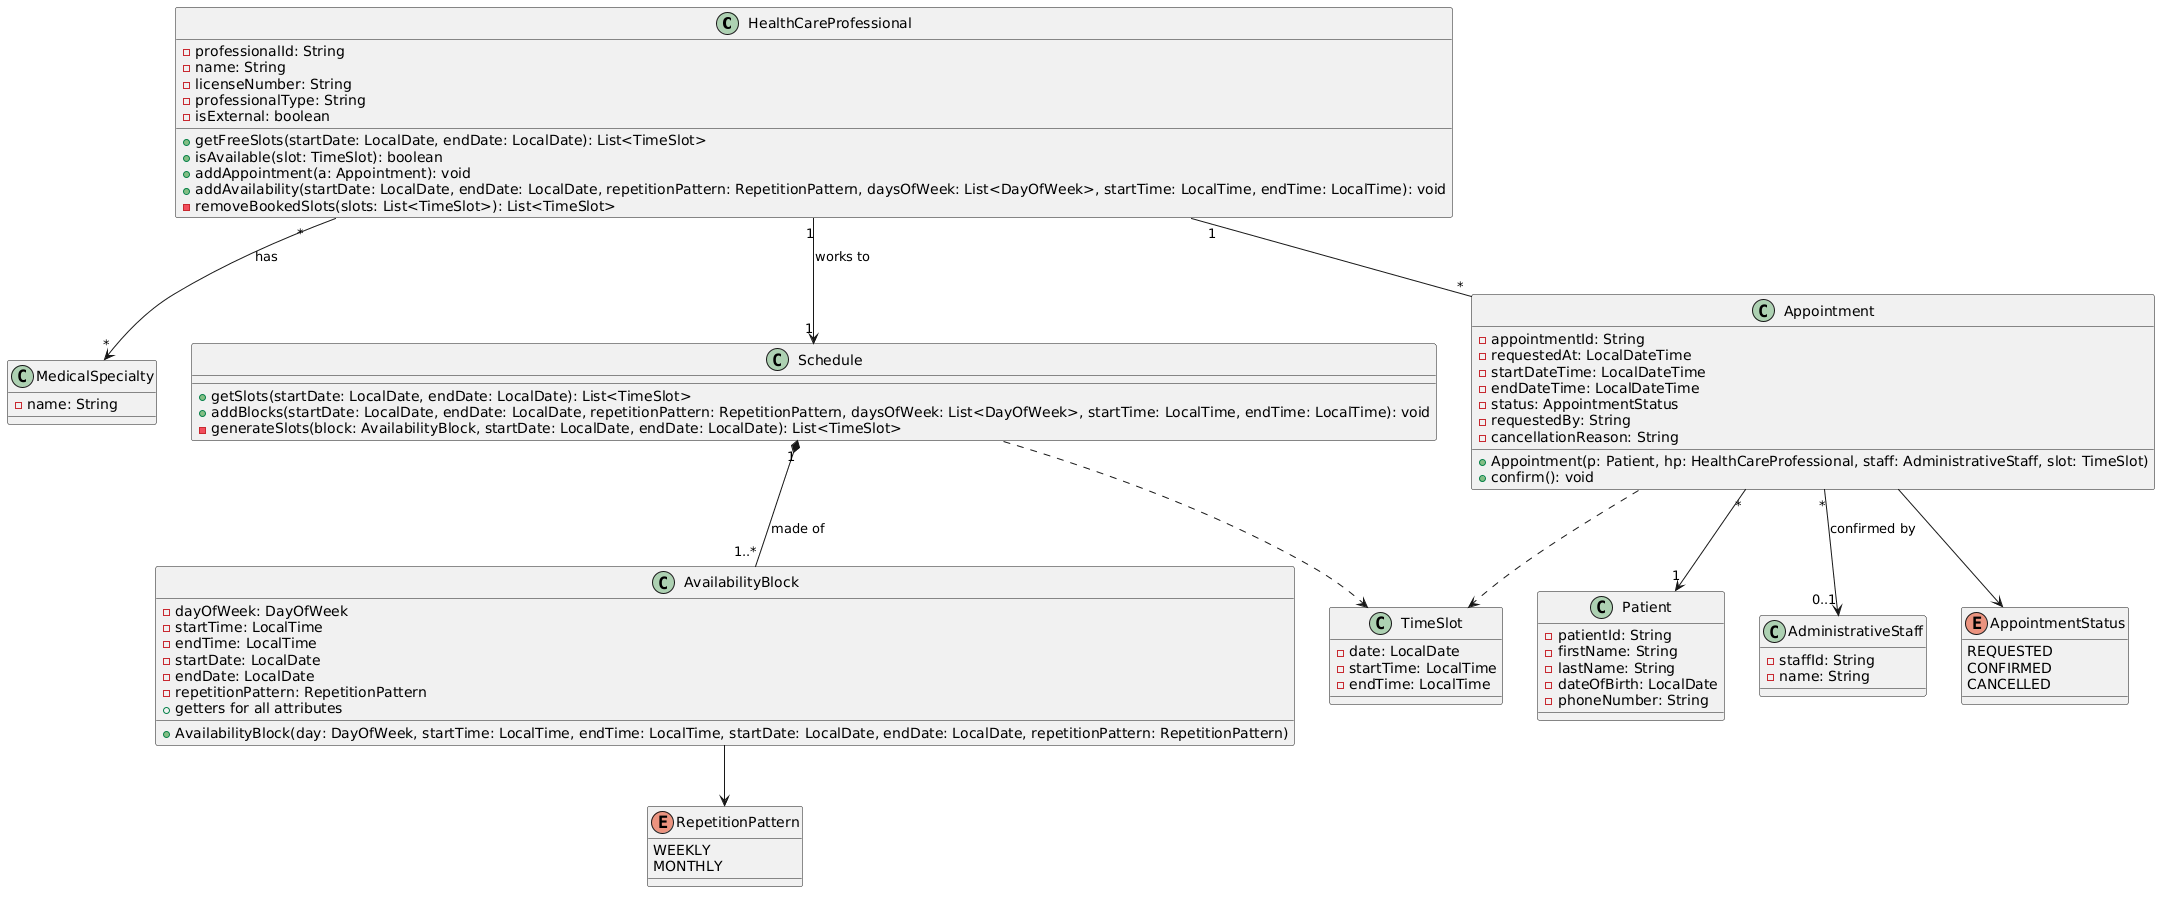 C HealthCareProfessional
professionalId: String
name: String
licenseNumber: String
professionalType: String
isExternal: boolean
getFreeSlots(startDate: LocalDate, endDate: LocalDate): List<TimeSlot>
isAvailable(slot: TimeSlot): boolean
addAppointment(a: Appointment): void
addAvailability(startDate: LocalDate, endDate: LocalDate, repetitionPattern: RepetitionPattern, daysOfWeek: List<DayOfWeek>, startTime: LocalTime, endTime: LocalTime): void
removeBookedSlots(slots: List<TimeSlot>): List<TimeSlot>
*
has
*
1
works to
1
1
*
C MedicalSpecialty
name: String
C Schedule
getSlots(startDate: LocalDate, endDate: LocalDate): List<TimeSlot>
addBlocks(startDate: LocalDate, endDate: LocalDate, repetitionPattern: RepetitionPattern, daysOfWeek: List<DayOfWeek>, startTime: LocalTime, endTime: LocalTime): void
generateSlots(block: AvailabilityBlock, startDate: LocalDate, endDate: LocalDate): List<TimeSlot>
C Appointment
appointmentId: String
requestedAt: LocalDateTime
startDateTime: LocalDateTime
endDateTime: LocalDateTime
status: AppointmentStatus
requestedBy: String
cancellationReason: String
Appointment(p: Patient, hp: HealthCareProfessional, staff: AdministrativeStaff, slot: TimeSlot)
confirm(): void
1
made of
1..*
*
1
*
confirmed by
0..1
C AvailabilityBlock
dayOfWeek: DayOfWeek
startTime: LocalTime
endTime: LocalTime
startDate: LocalDate
endDate: LocalDate
repetitionPattern: RepetitionPattern
getters for all attributes
AvailabilityBlock(day: DayOfWeek, startTime: LocalTime, endTime: LocalTime, startDate: LocalDate, endDate: LocalDate, repetitionPattern: RepetitionPattern)
C TimeSlot
date: LocalDate
startTime: LocalTime
endTime: LocalTime
C Patient
patientId: String
firstName: String
lastName: String
dateOfBirth: LocalDate
phoneNumber: String
C AdministrativeStaff
staffId: String
name: String
E AppointmentStatus
REQUESTED
CONFIRMED
CANCELLED
E RepetitionPattern
WEEKLY
MONTHLY